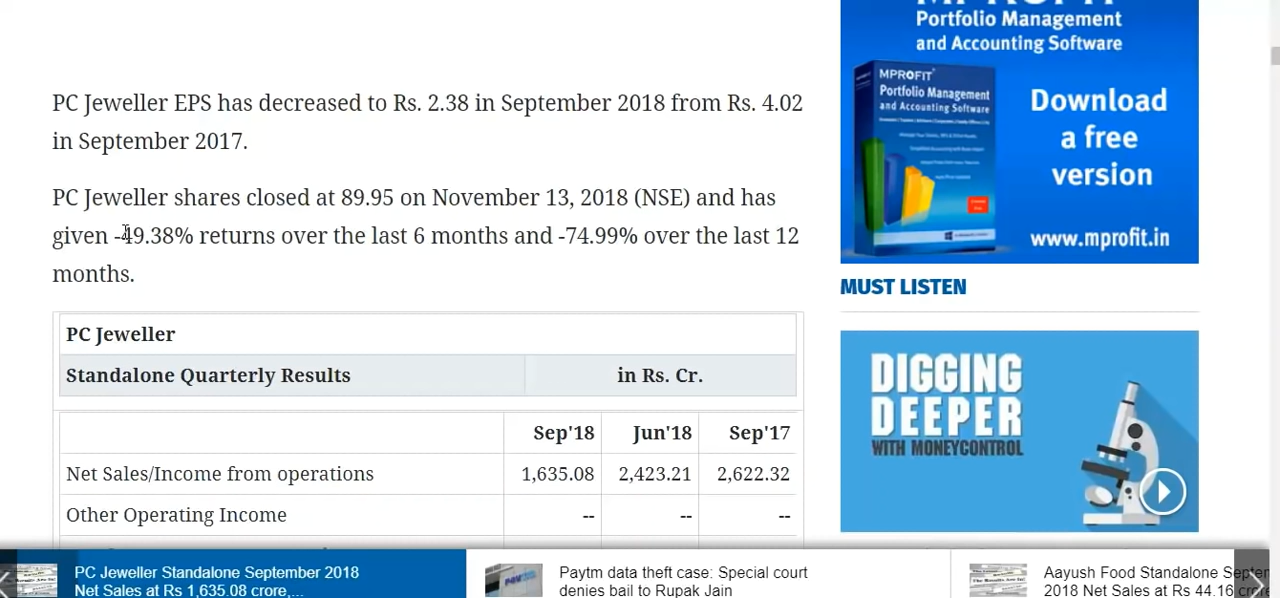 MPROFIT
Portfolio Management
and Accounting Software
MPROFIT
Portfolio Management
and Accounting Software
Download
a free
version
www.mprofit.in
PC Jeweller EPS has decreased to Rs. 2.38 in September 2018 from Rs. 4.02
in September 2017.
PC Jeweller shares closed at 89.95 on November 13, 2018 (NSE) and has
given -49.38% returns over the last 6 months and -74.99% over the last 12
months.
MUST LISTEN
DIGGING
DEEPER
WITH MONEYCONTROL
PC Jeweller
Standalone Quarterly Results in Rs. Cr.
Sep'18 Jun'18 Sep'17
Net Sales/Income from operations 1,635.08 2,423.21 2,622.32
Other Operating Income -- -- --
PC Jeweller Standalone September 2018
Net Sales at Rs 1,635.08 crore,...
Paytm data theft case: Special court
denies bail to Rupak Jain
Aayush Food Standalone Septem
2018 Net Sales at Rs 44.16 crore